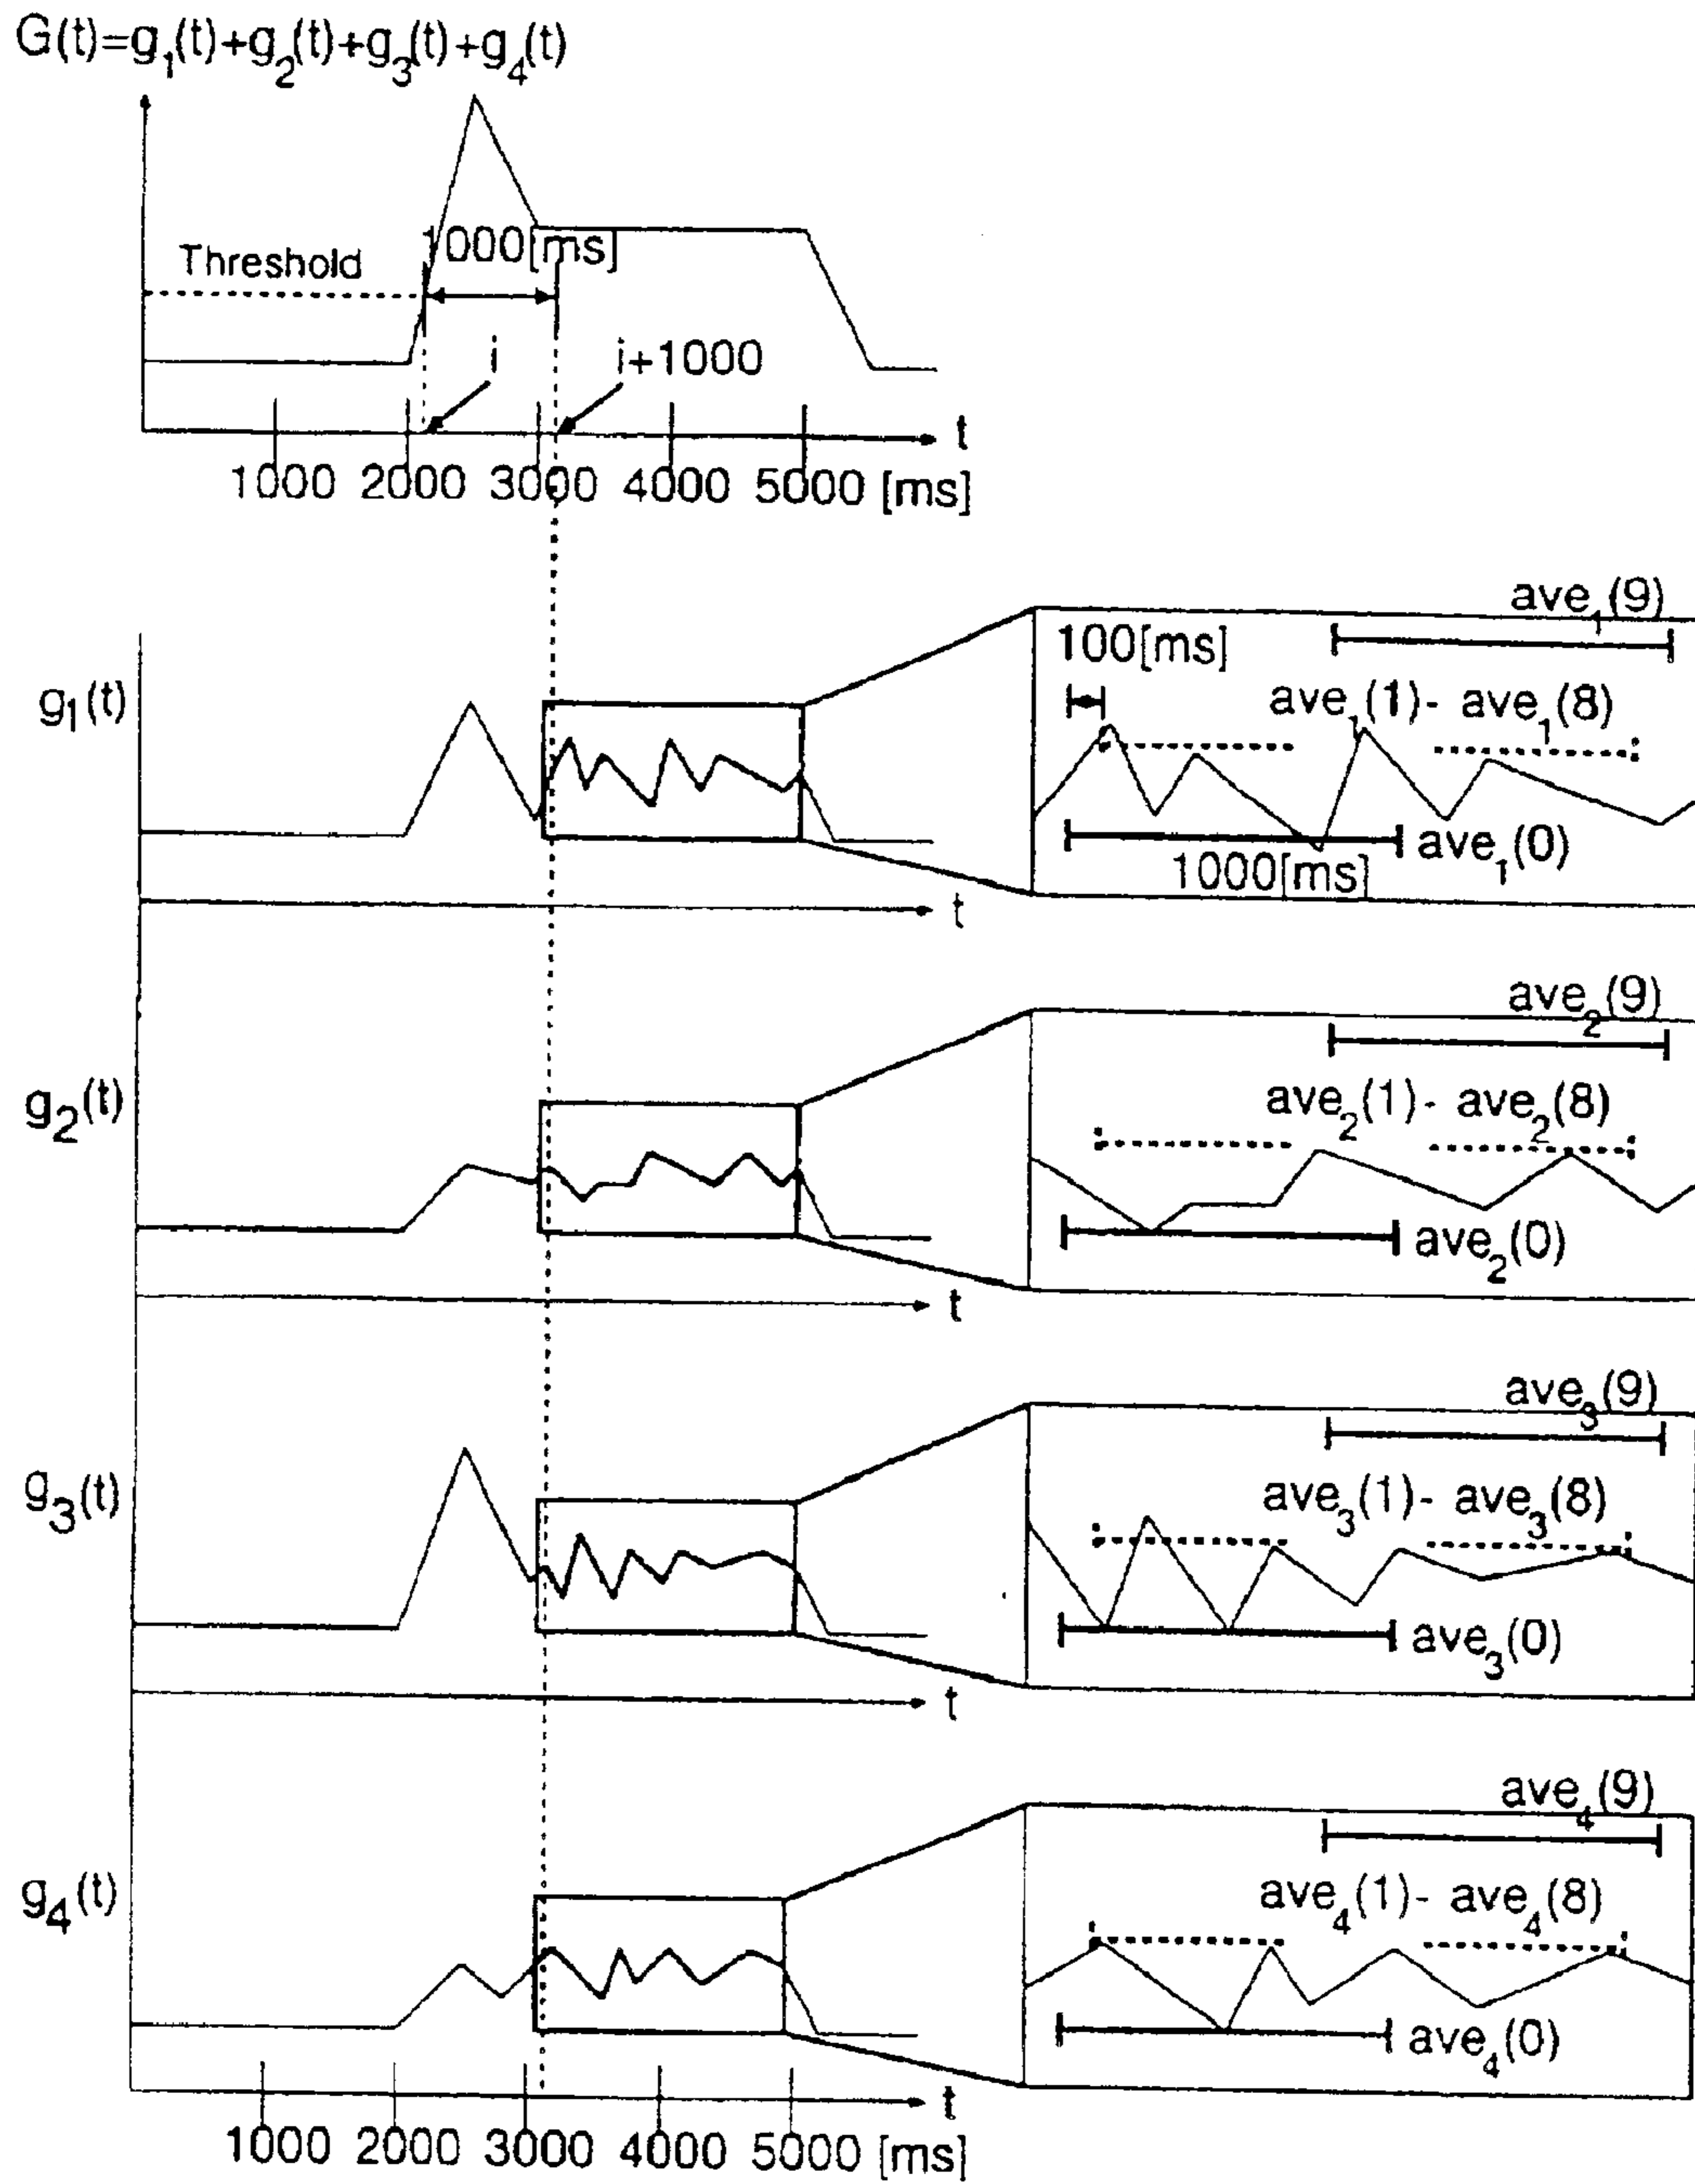 G(t)=g₁(t)+g₂(t)+g₃(t)+g₄(t)
Threshold
1000[ms]
i
i+1000
t
1000 2000 3000 4000 5000 [ms]
g₁(t)
t
100[ms]
ave₁(9)
ave₁(1)- ave₁(8)
ave₁(0)
1000[ms]
g₂(t)
t
ave₂(9)
ave₂(1)- ave₂(8)
ave₂(0)
g₃(t)
t
ave₃(9)
ave₃(1)- ave₃(8)
ave₃(0)
g₄(t)
t
ave₄(9)
ave₄(1)- ave₄(8)
ave₄(0)
1000 2000 3000 4000 5000 [ms]